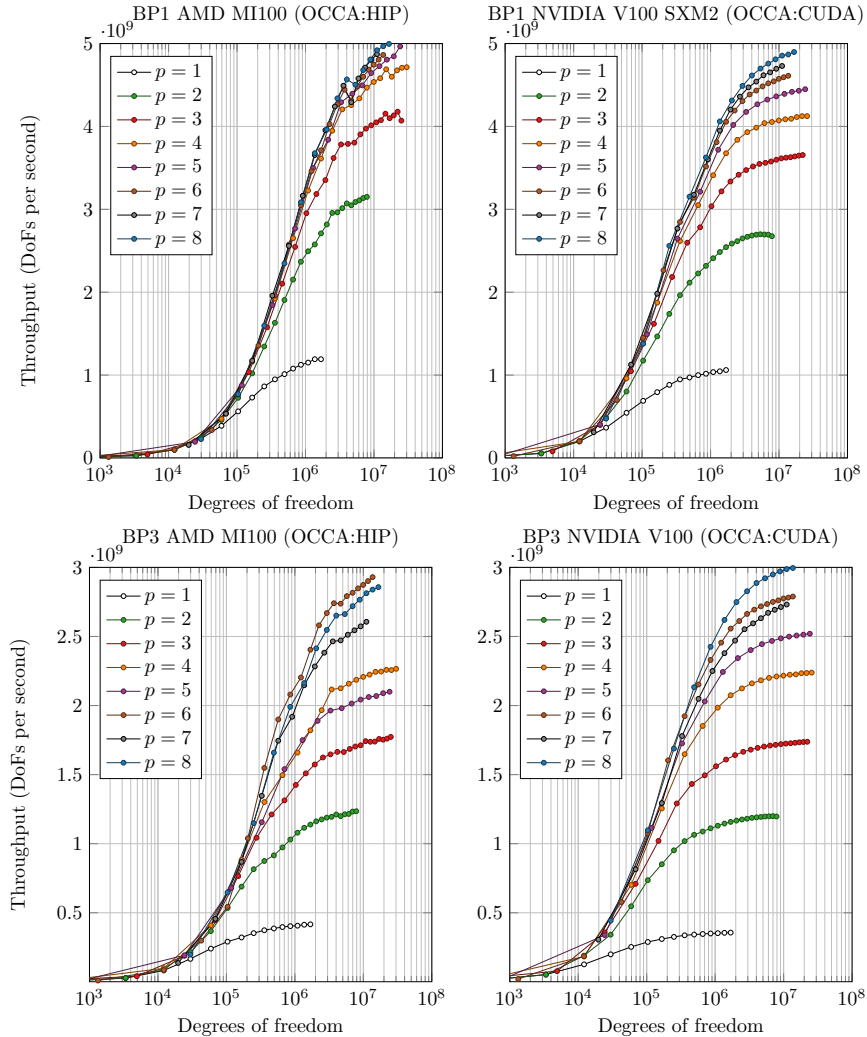 BP1 AMD MI100 (OCCA:HIP)
·10^9
5
4
3
2
1
0
Throughput (DoFs per second)
p = 1
p = 2
p = 3
p = 4
p = 5
p = 6
p = 7
p = 8
10^3 10^4 10^5 10^6 10^7 10^8
Degrees of freedom
BP1 NVIDIA V100 SXM2 (OCCA:CUDA)
·10^9
5
4
3
2
1
0
p = 1
p = 2
p = 3
p = 4
p = 5
p = 6
p = 7
p = 8
10^3 10^4 10^5 10^6 10^7 10^8
Degrees of freedom
BP3 AMD MI100 (OCCA:HIP)
·10^9
3
2.5
2
1.5
1
0.5
Throughput (DoFs per second)
p = 1
p = 2
p = 3
p = 4
p = 5
p = 6
p = 7
p = 8
10^3 10^4 10^5 10^6 10^7 10^8
Degrees of freedom
BP3 NVIDIA V100 (OCCA:CUDA)
·10^9
3
2.5
2
1.5
1
0.5
p = 1
p = 2
p = 3
p = 4
p = 5
p = 6
p = 7
p = 8
10^3 10^4 10^5 10^6 10^7 10^8
Degrees of freedom